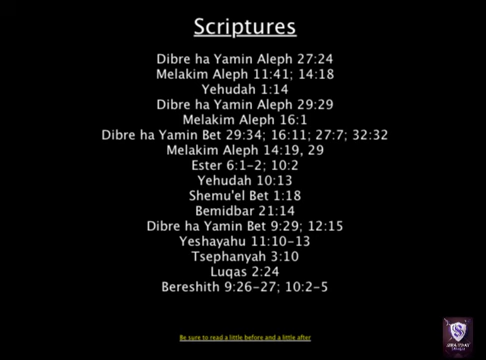 Scriptures
Dibre ha Yamin Aleph 27:24
Melakim Aleph 11:41; 14:18
Yehudah 1:14
Dibre ha Yamin Aleph 29:29
Melakim Aleph 16:1
Dibre ha Yamin Bet 29:34; 16:11; 27:7; 32:32
Melakim Aleph 14:19, 29
Ester 6:1-2; 10:2
Yehudah 10:13
Shemu'el Bet 1:18
Bemidbar 21:14
Dibre ha Yamin Bet 9:29; 12:15
Yeshayahu 11:10-13
Tsephanyah 3:10
Luqas 2:24
Bereshith 9:26-27; 10:2-5
Be sure to read a little before and a little after